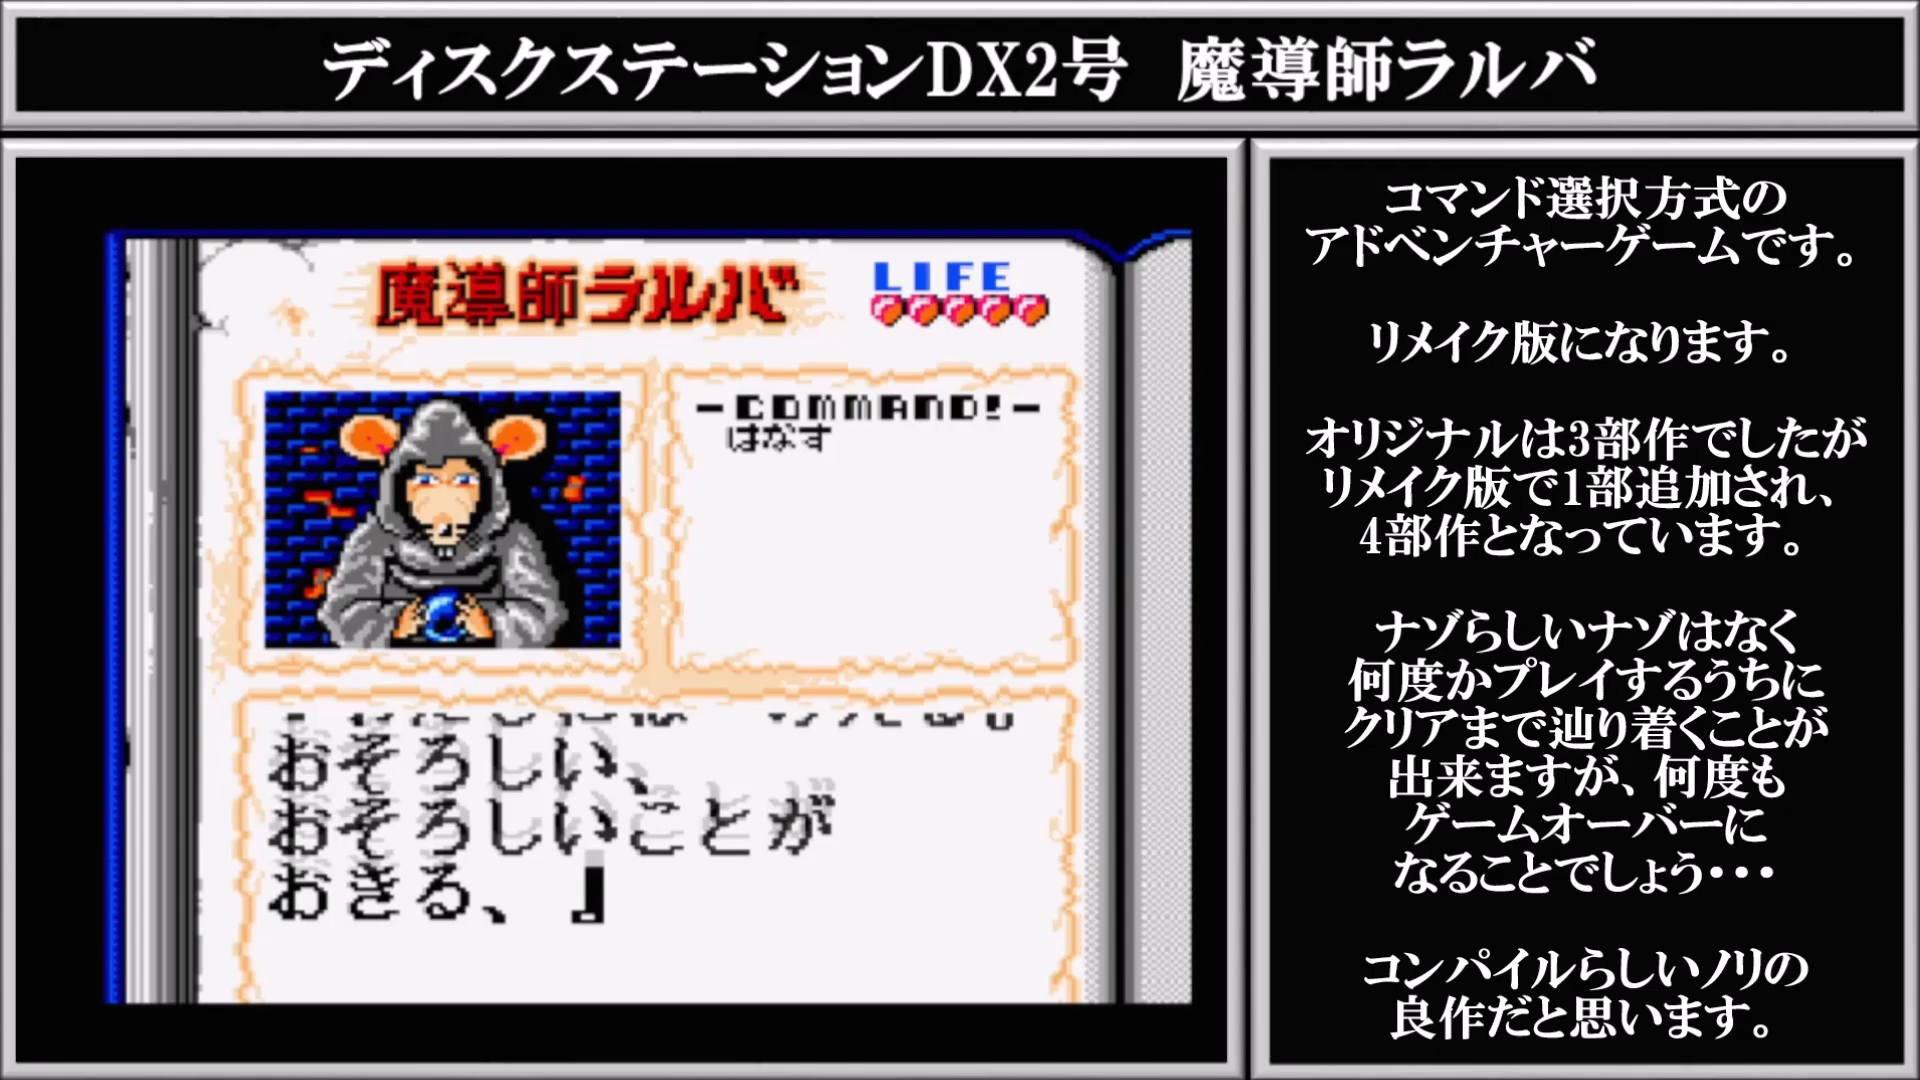 ディスクステーションDX2号　魔導師ラルバ
魔導師ラルバ
LIFE
-COMMAND!-
はなす
おそろしい、
おそろしいことが
おきる、
コマンド選択方式の
アドベンチャーゲームです。
リメイク版になります。
オリジナルは3部作でしたが
リメイク版で1部追加され、
4部作となっています。
ナゾらしいナゾはなく
何度かプレイするうちに
クリアまで辿り着くことが
出来ますが、何度も
ゲームオーバーに
なることでしょう・・・
コンパイルらしいノリの
良作だと思います。